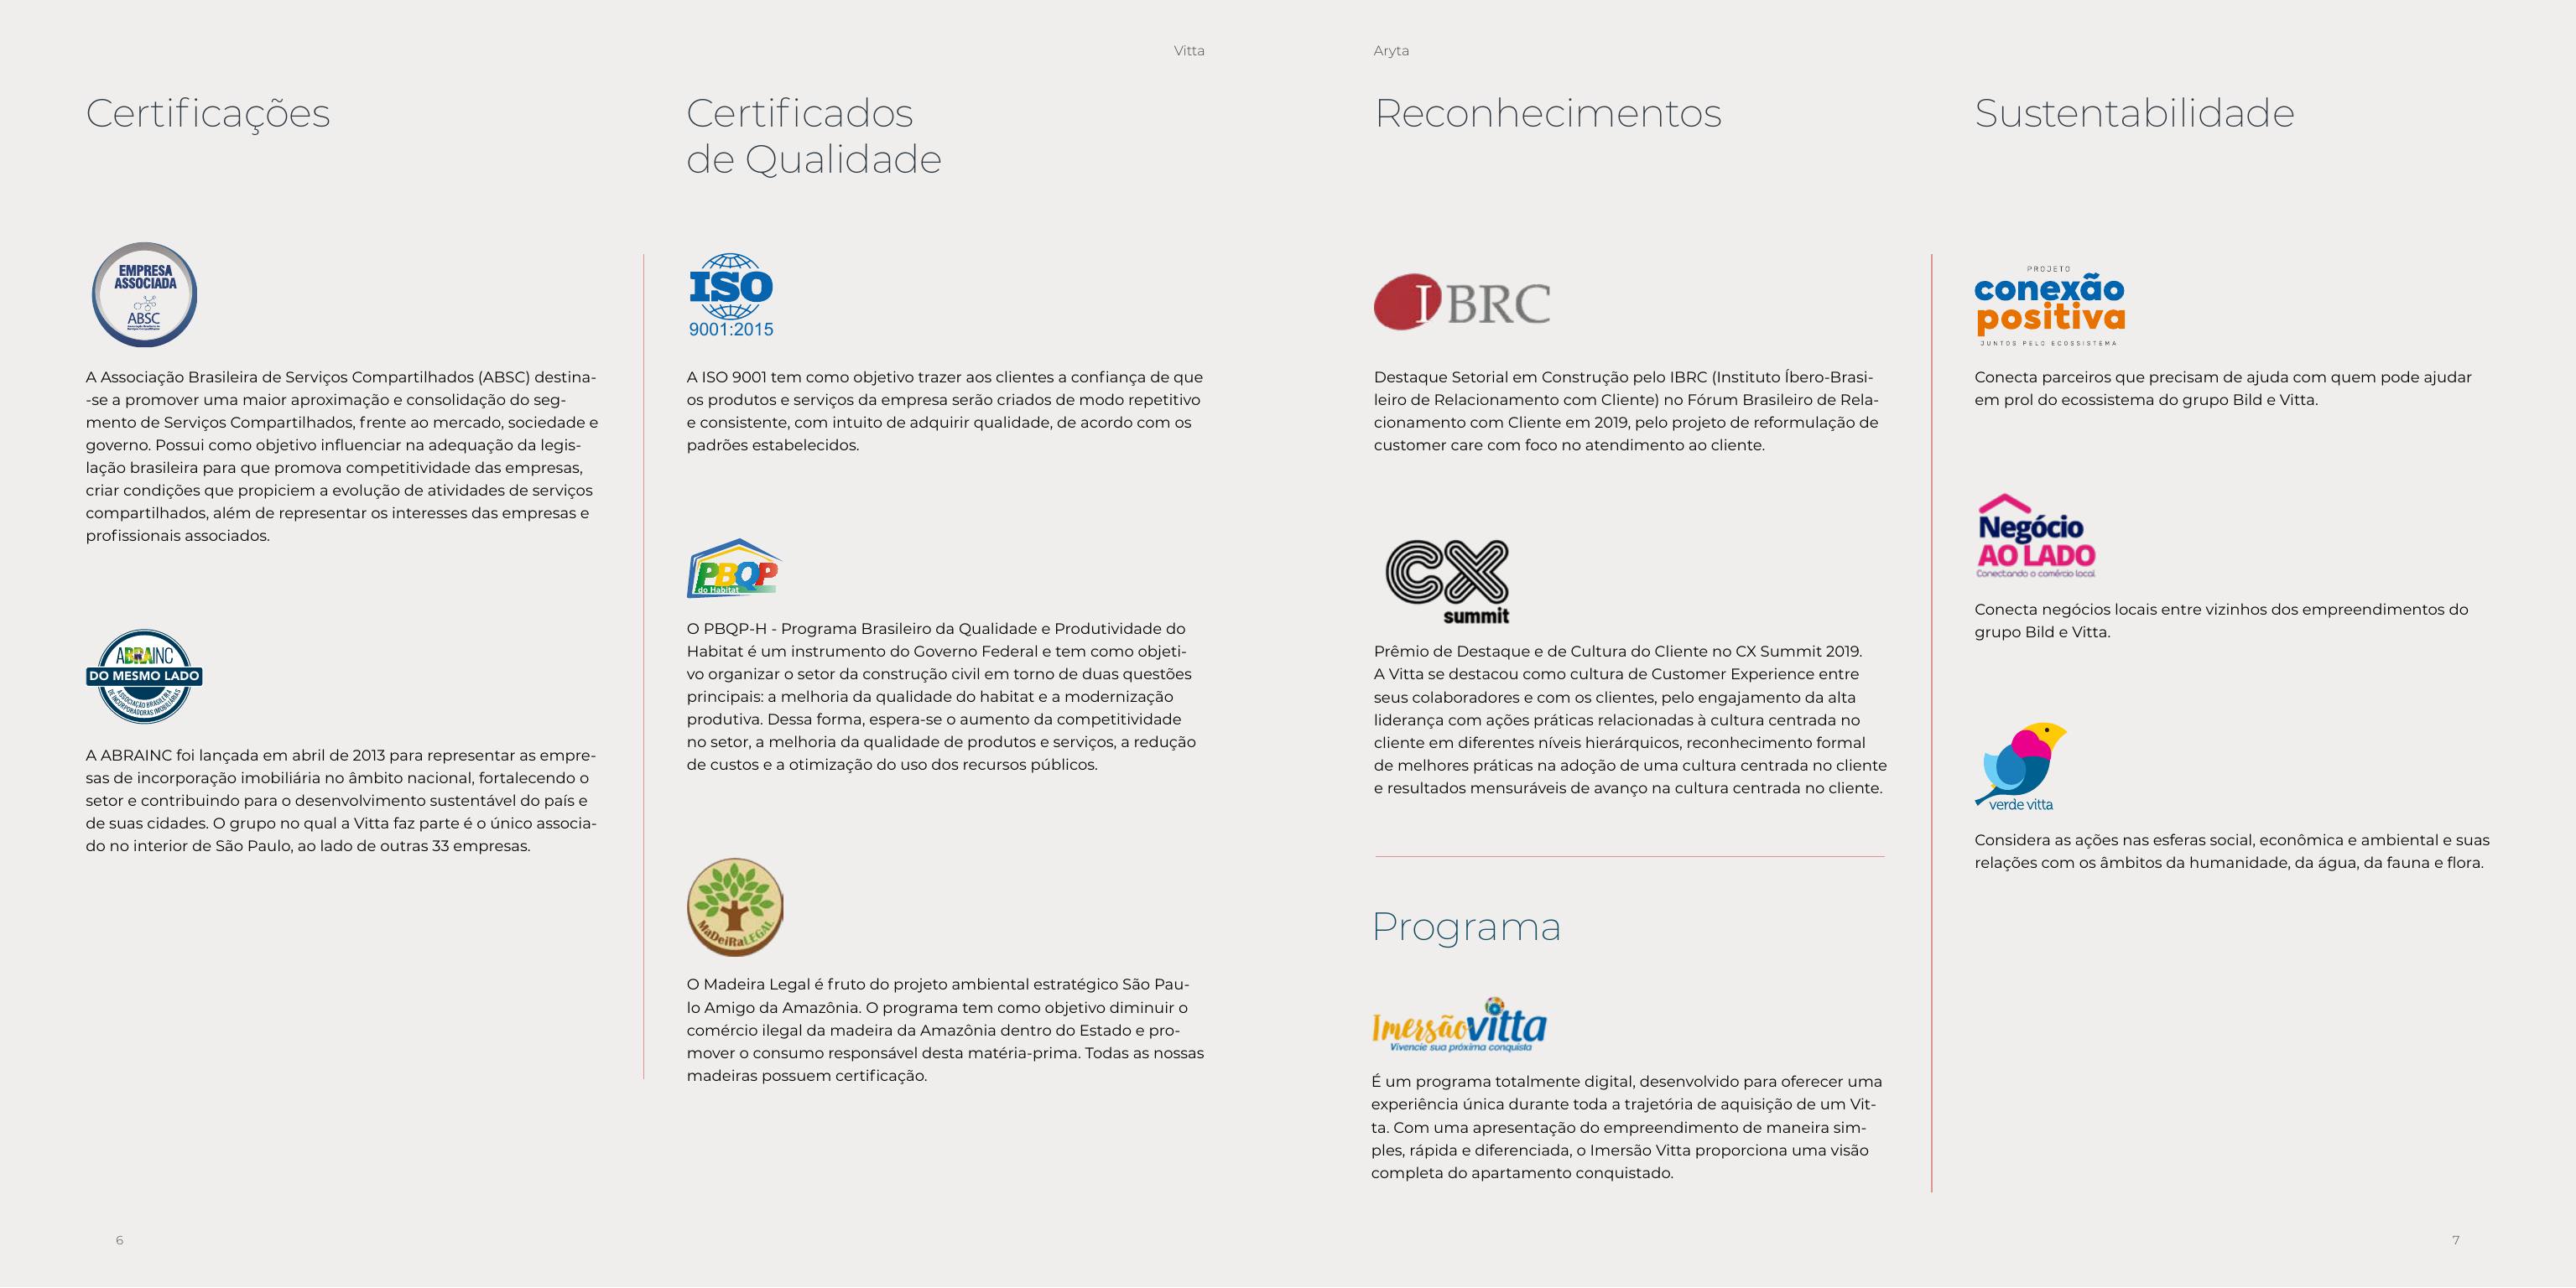 Vitta
Certificações
EMPRESA
ASSOCIADA
ABSC
A Associação Brasileira de Serviços Compartilhados (ABSC) destina-
-se a promover uma maior aproximação e consolidação do seg-
mento de Serviços Compartilhados, frente ao mercado, sociedade e
governo. Possui como objetivo influenciar na adequação da legis-
lação brasileira para que promova competitividade das empresas,
criar condições que propiciem a evolução de atividades de serviços
compartilhados, além de representar os interesses das empresas e
profissionais associados.
ABRAINC
DO MESMO LADO
ASSOCIAÇÃO BRASILEIRA
DE INCORPORADORAS IMOBILIÁRIAS
A ABRAINC foi lançada em abril de 2013 para representar as empre-
sas de incorporação imobiliária no âmbito nacional, fortalecendo o
setor e contribuindo para o desenvolvimento sustentável do país e
de suas cidades. O grupo no qual a Vitta faz parte é o único associa-
do no interior de São Paulo, ao lado de outras 33 empresas.
6
Certificados
de Qualidade
ISO
9001:2015
A ISO 9001 tem como objetivo trazer aos clientes a confiança de que
os produtos e serviços da empresa serão criados de modo repetitivo
e consistente, com intuito de adquirir qualidade, de acordo com os
padrões estabelecidos.
PBQP
do Habitat
O PBQP-H - Programa Brasileiro da Qualidade e Produtividade do
Habitat é um instrumento do Governo Federal e tem como objeti-
vo organizar o setor da construção civil em torno de duas questões
principais: a melhoria da qualidade do habitat e a modernização
produtiva. Dessa forma, espera-se o aumento da competitividade
no setor, a melhoria da qualidade de produtos e serviços, a redução
de custos e a otimização do uso dos recursos públicos.
MaDeiRaLEGAL
O Madeira Legal é fruto do projeto ambiental estratégico São Pau-
lo Amigo da Amazônia. O programa tem como objetivo diminuir o
comércio ilegal da madeira da Amazônia dentro do Estado e pro-
mover o consumo responsável desta matéria-prima. Todas as nossas
madeiras possuem certificação.
Aryta
Reconhecimentos
IBRC
Destaque Setorial em Construção pelo IBRC (Instituto Íbero-Brasi-
leiro de Relacionamento com Cliente) no Fórum Brasileiro de Rela-
cionamento com Cliente em 2019, pelo projeto de reformulação de
customer care com foco no atendimento ao cliente.
CX
summit
Prêmio de Destaque e de Cultura do Cliente no CX Summit 2019.
A Vitta se destacou como cultura de Customer Experience entre
seus colaboradores e com os clientes, pelo engajamento da alta
liderança com ações práticas relacionadas à cultura centrada no
cliente em diferentes níveis hierárquicos, reconhecimento formal
de melhores práticas na adoção de uma cultura centrada no cliente
e resultados mensuráveis de avanço na cultura centrada no cliente.
Programa
Imersão vitta
Vivencie sua próxima conquista
É um programa totalmente digital, desenvolvido para oferecer uma
experiência única durante toda a trajetória de aquisição de um Vit-
ta. Com uma apresentação do empreendimento de maneira sim-
ples, rápida e diferenciada, o Imersão Vitta proporciona uma visão
completa do apartamento conquistado.
Sustentabilidade
PROJETO
conexão
positiva
JUNTOS PELO ECOSSISTEMA
Conecta parceiros que precisam de ajuda com quem pode ajudar
em prol do ecossistema do grupo Bild e Vitta.
Negócio
AO LADO
Conectando o comércio local
Conecta negócios locais entre vizinhos dos empreendimentos do
grupo Bild e Vitta.
verde vitta
Considera as ações nas esferas social, econômica e ambiental e suas
relações com os âmbitos da humanidade, da água, da fauna e flora.
7